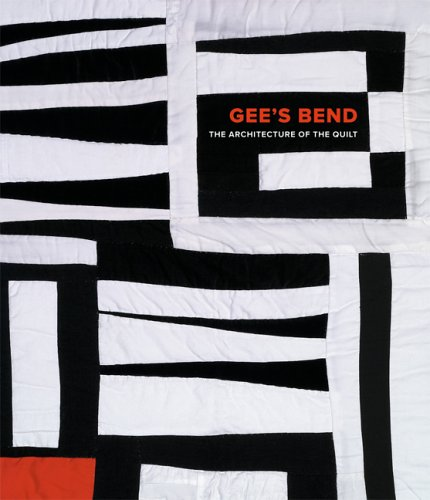 GEE'S BEND
THE ARCHITECTURE OF THE QUILT